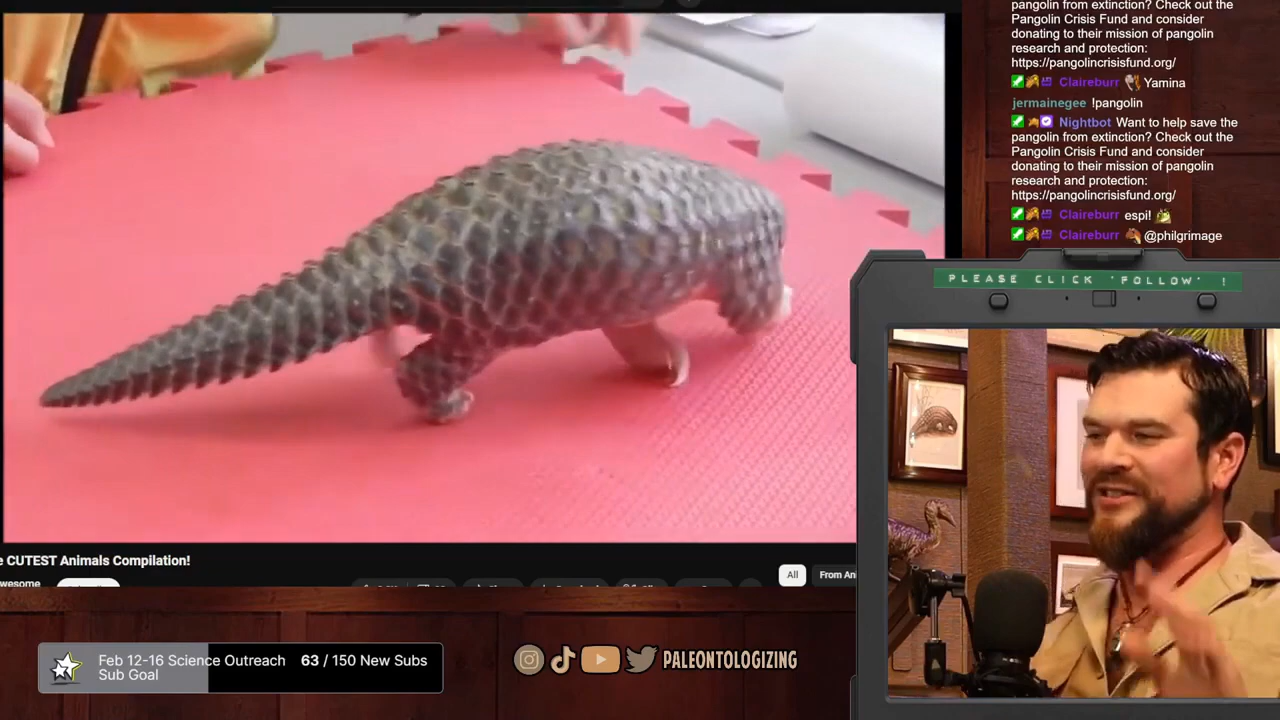 pangolin from extinction? Check out the
Pangolin Crisis Fund and consider
donating to their mission of pangolin
research and protection:
https://pangolincrisisfund.org/
Claireburr Yamina
jermainegee !pangolin
Nightbot Want to help save the
pangolin from extinction? Check out the
Pangolin Crisis Fund and consider
donating to their mission of pangolin
research and protection:
https://pangolincrisisfund.org/
Claireburr espi!
Claireburr @philgrimage
PLEASE CLICK "FOLLOW" !
e CUTEST Animals Compilation!
wesome
All
From Ani
Feb 12-16 Science Outreach 63 / 150 New Subs
Sub Goal
PALEONTOLOGIZING